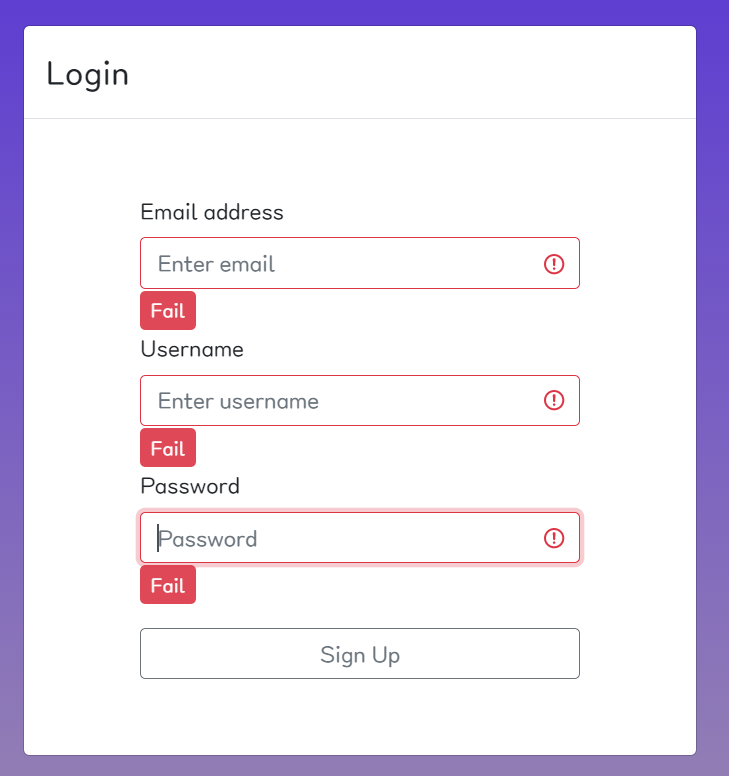 Login
Email address
Enter email
Fail
Username
Enter username
Fail
Password
Password
Fail
Sign Up